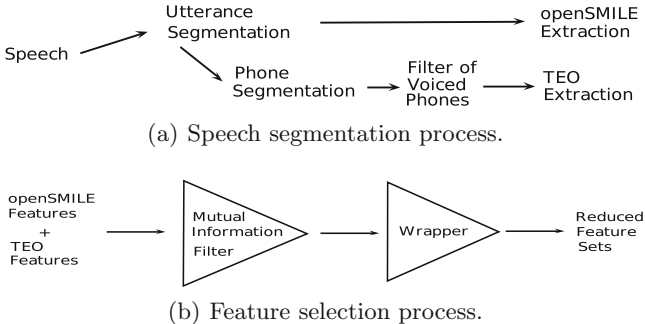 Speech
Utterance
Segmentation
openSMILE
Extraction
Phone
Segmentation
Filter of
Voiced
Phones
TEO
Extraction
(a) Speech segmentation process.
openSMILE
Features
+
TEO
Features
Mutual
Information
Filter
Wrapper
Reduced
Feature
Sets
(b) Feature selection process.